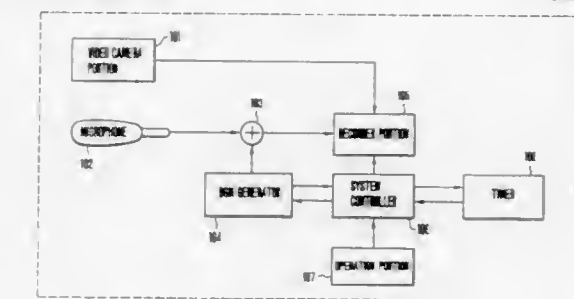 101
VIDEO CAMERA
PORTION
103
105
MICROPHONE
RECORDER PORTION
102
108
BGM GENERATOR
SYSTEM
CONTROLLER
TIMER
104
106
OPERATION PORTION
107